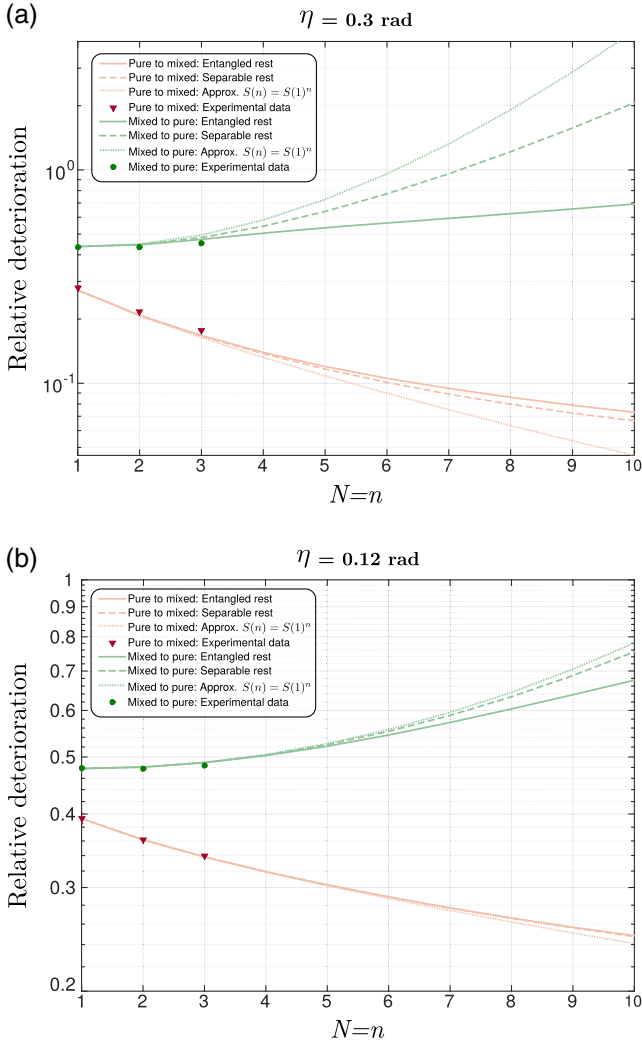 (a)
η = 0.3 rad
Pure to mixed: Entangled rest
Pure to mixed: Separable rest
Pure to mixed: Approx. S(n) = S(1)^n
Pure to mixed: Experimental data
Mixed to pure: Entangled rest
Mixed to pure: Separable rest
Mixed to pure: Approx. S(n) = S(1)^n
Mixed to pure: Experimental data
Relative deterioration
10^0
10^-1
1 2 3 4 5 6 7 8 9 10
N=n
(b)
η = 0.12 rad
Pure to mixed: Entangled rest
Pure to mixed: Separable rest
Pure to mixed: Approx. S(n) = S(1)^n
Pure to mixed: Experimental data
Mixed to pure: Entangled rest
Mixed to pure: Separable rest
Mixed to pure: Approx. S(n) = S(1)^n
Mixed to pure: Experimental data
Relative deterioration
1
0.9
0.8
0.7
0.6
0.5
0.4
0.3
0.2
1 2 3 4 5 6 7 8 9 10
N=n